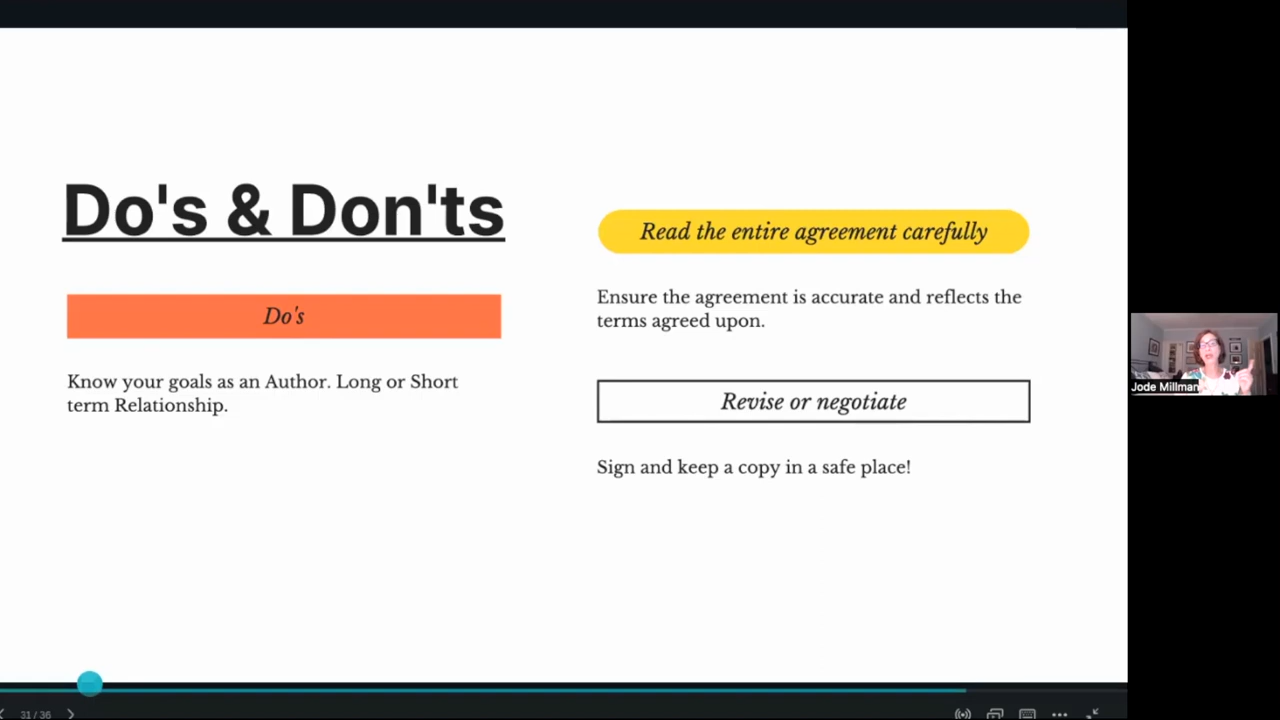 Do's & Don'ts
Do's
Know your goals as an Author. Long or Short
term Relationship.
Read the entire agreement carefully
Ensure the agreement is accurate and reflects the
terms agreed upon.
Revise or negotiate
Sign and keep a copy in a safe place!
Jode Millman
31 / 36